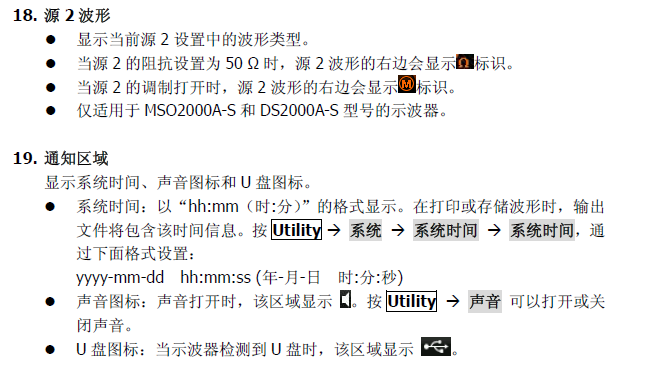 18. 源 2 波形
● 显示当前源 2 设置中的波形类型。
● 当源 2 的阻抗设置为 50 Ω 时，源 2 波形的右边会显示Ω标识。
● 当源 2 的调制打开时，源 2 波形的右边会显示M标识。
● 仅适用于 MSO2000A-S 和 DS2000A-S 型号的示波器。
19. 通知区域
显示系统时间、声音图标和 U 盘图标。
● 系统时间：以“hh:mm（时:分）”的格式显示。在打印或存储波形时，输出
文件将包含该时间信息。按 Utility → 系统 → 系统时间 → 系统时间，通
过下面格式设置：
yyyy-mm-dd hh:mm:ss (年-月-日 时:分:秒)
● 声音图标：声音打开时，该区域显示 。按 Utility → 声音 可以打开或关
闭声音。
● U 盘图标：当示波器检测到 U 盘时，该区域显示 。